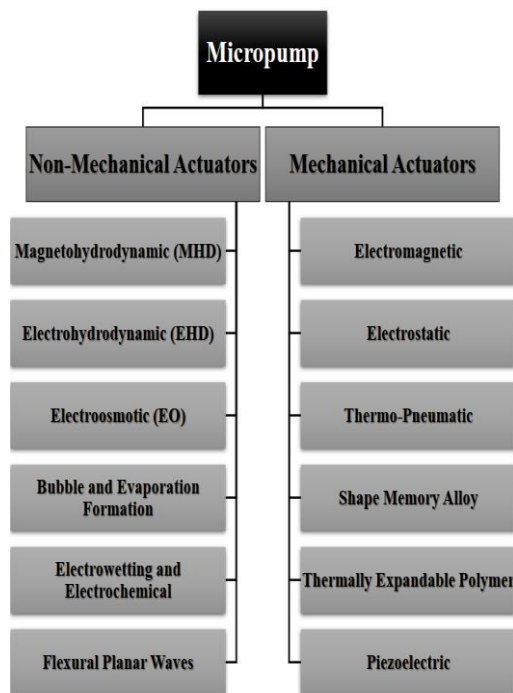 Micropump
Non-Mechanical Actuators
Magnetohydrodynamic (MHD)
Electrohydrodynamic (EHD)
Electroosmotic (EO)
Bubble and Evaporation
Formation
Electrowetting and
Electrochemical
Flexural Planar Waves
Mechanical Actuators
Electromagnetic
Electrostatic
Thermo-Pneumatic
Shape Memory Alloy
Thermally Expandable Polymer
Piezoelectric